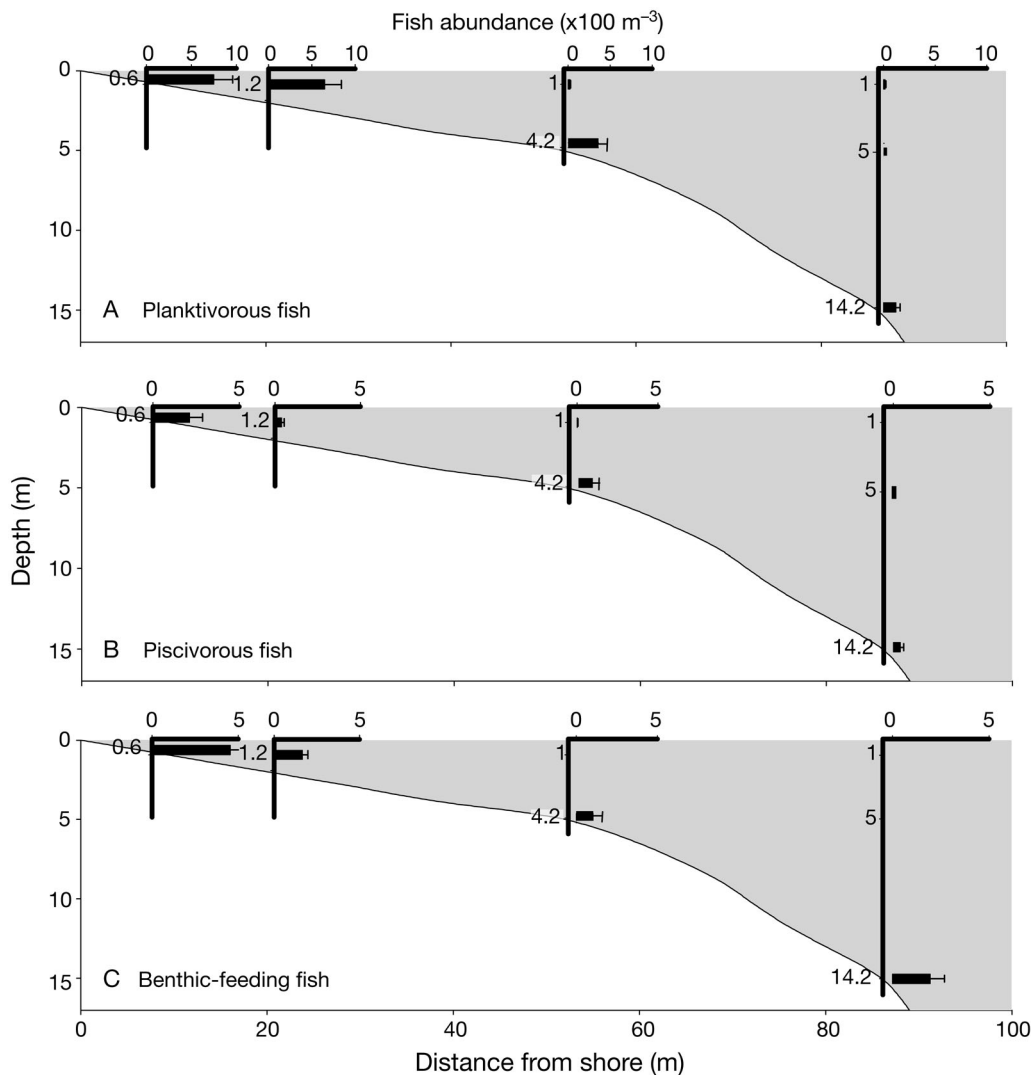 Fish abundance (x100 m⁻³)
0 5 10 0 5 10 0 5 10 0 5 10
0 0.6 1.2 1 1
5 4.2 5
10
15 14.2
A Planktivorous fish
0 5 0 5 0 5 0 5
0 0.6 1.2 1 1
5 4.2 5
10
15 14.2
B Piscivorous fish
Depth (m)
0 5 0 5 0 5 0 5
0 0.6 1.2 1 1
5 4.2 5
10
15 14.2
C Benthic-feeding fish
0 20 40 60 80 100
Distance from shore (m)